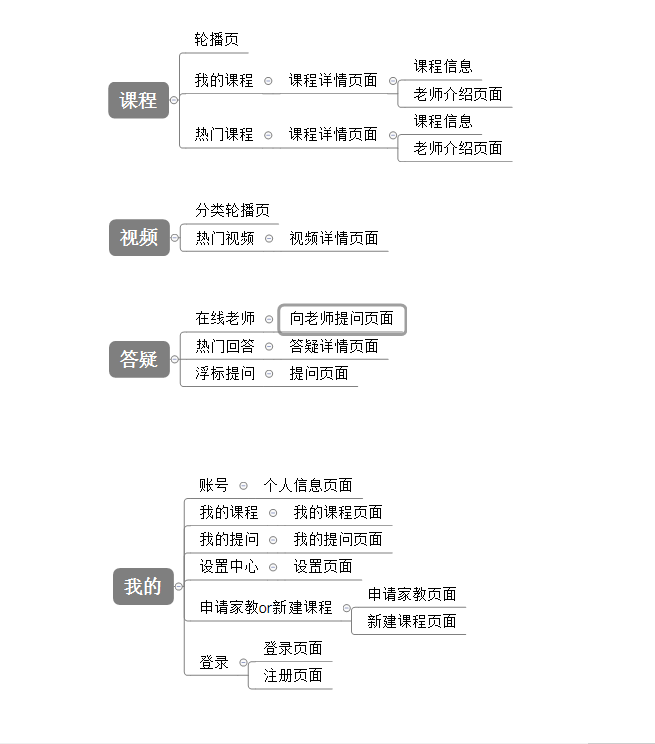 课程
轮播页
我的课程
课程详情页面
课程信息
老师介绍页面
热门课程
课程详情页面
课程信息
老师介绍页面
视频
分类轮播页
热门视频
视频详情页面
答疑
在线老师
向老师提问页面
热门回答
答疑详情页面
浮标提问
提问页面
我的
账号
个人信息页面
我的课程
我的课程页面
我的提问
我的提问页面
设置中心
设置页面
申请家教or新建课程
申请家教页面
新建课程页面
登录
登录页面
注册页面